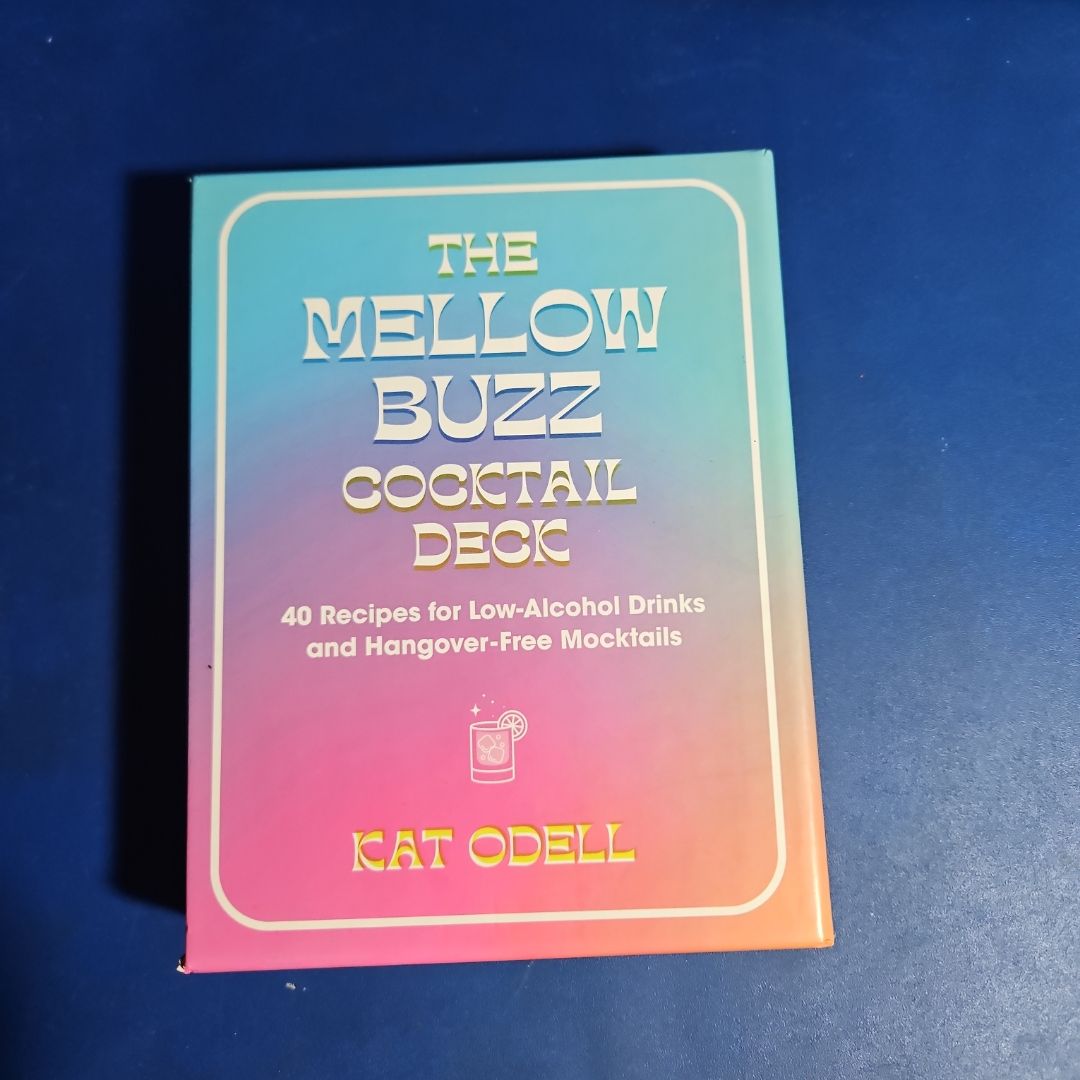 THE
MELLOW
BUZZ
COCKTAIL
DECK
40 Recipes for Low-Alcohol Drinks
and Hangover-Free Mocktails
KAT ODELL